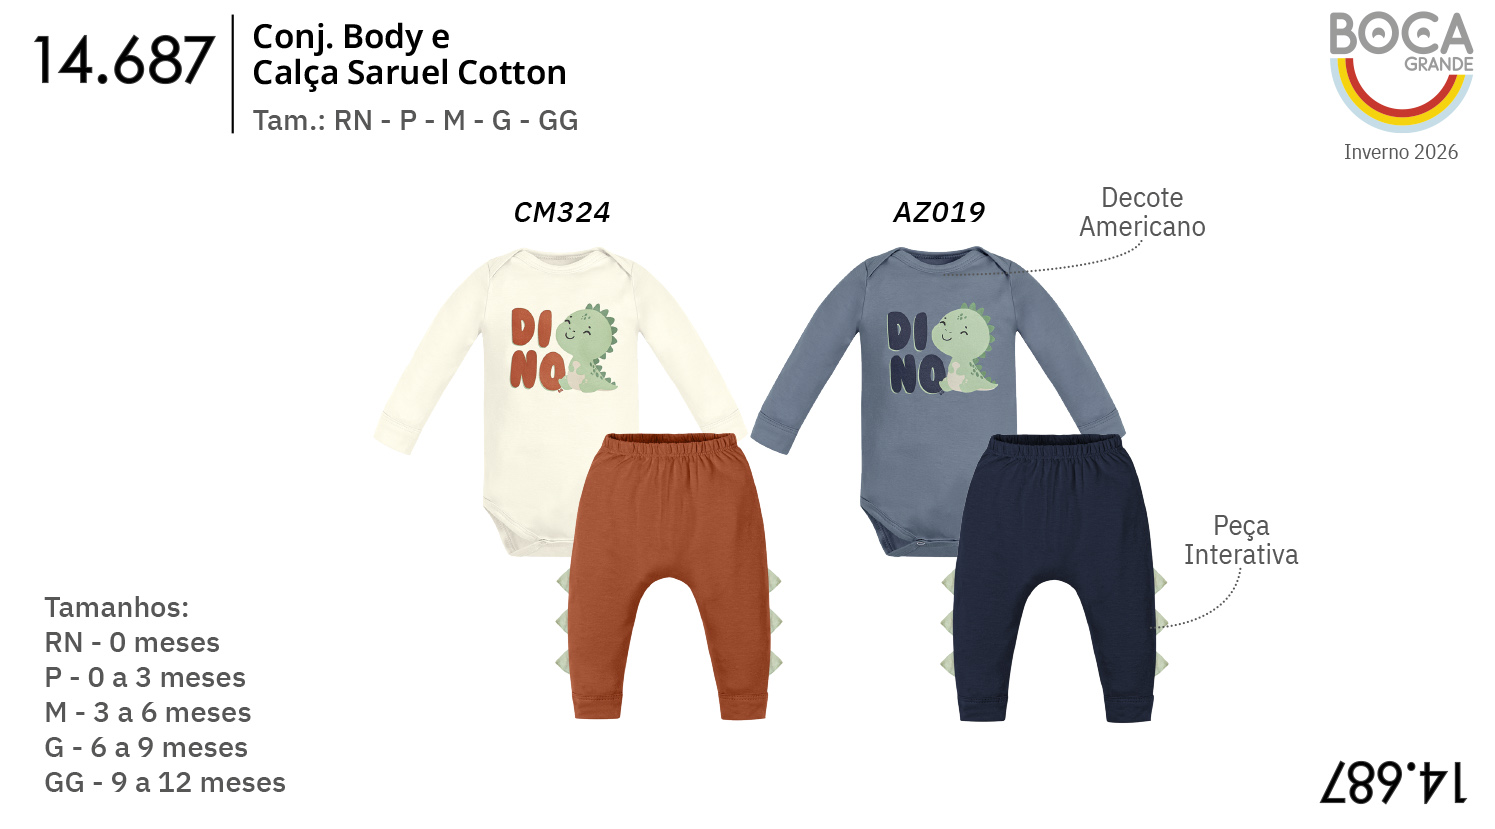 14.687
Conj. Body e
Calça Saruel Cotton
Tam.: RN - P - M - G - GG
BOCA
GRANDE
Inverno 2026
CM324
AZ019
Decote
Americano
DI
NO
DI
NO
Peça
Interativa
Tamanhos:
RN - 0 meses
P - 0 a 3 meses
M - 3 a 6 meses
G - 6 a 9 meses
GG - 9 a 12 meses
14.687